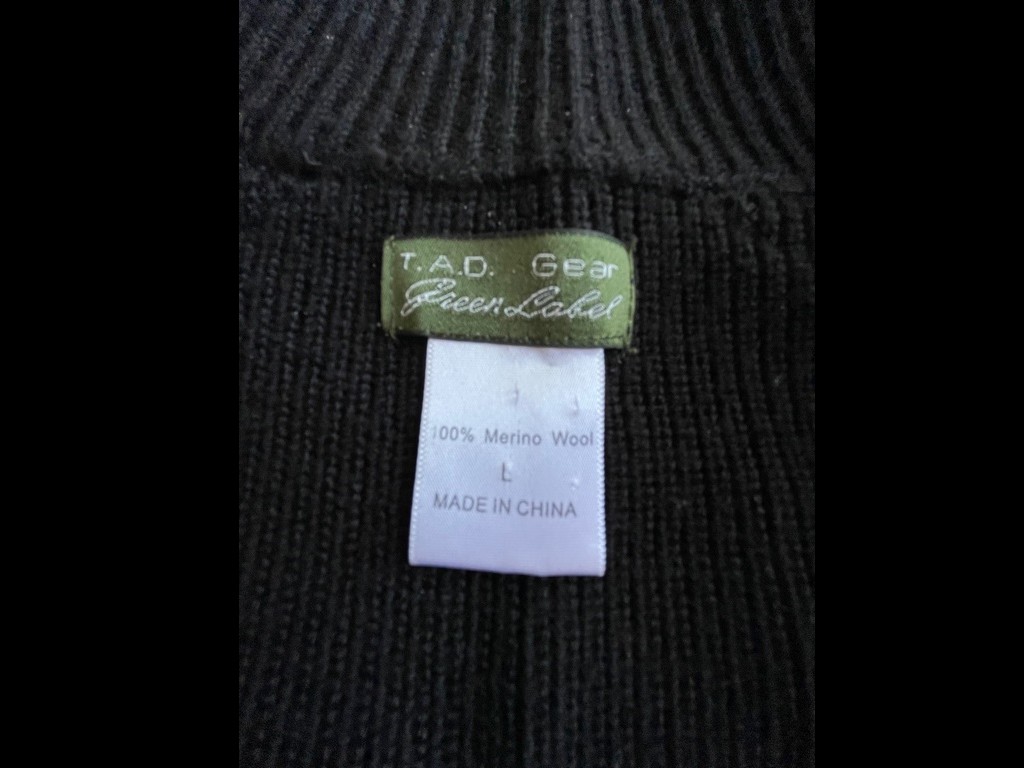 T.A.D. Gear
Green Label
100% Merino Wool
L
MADE IN CHINA